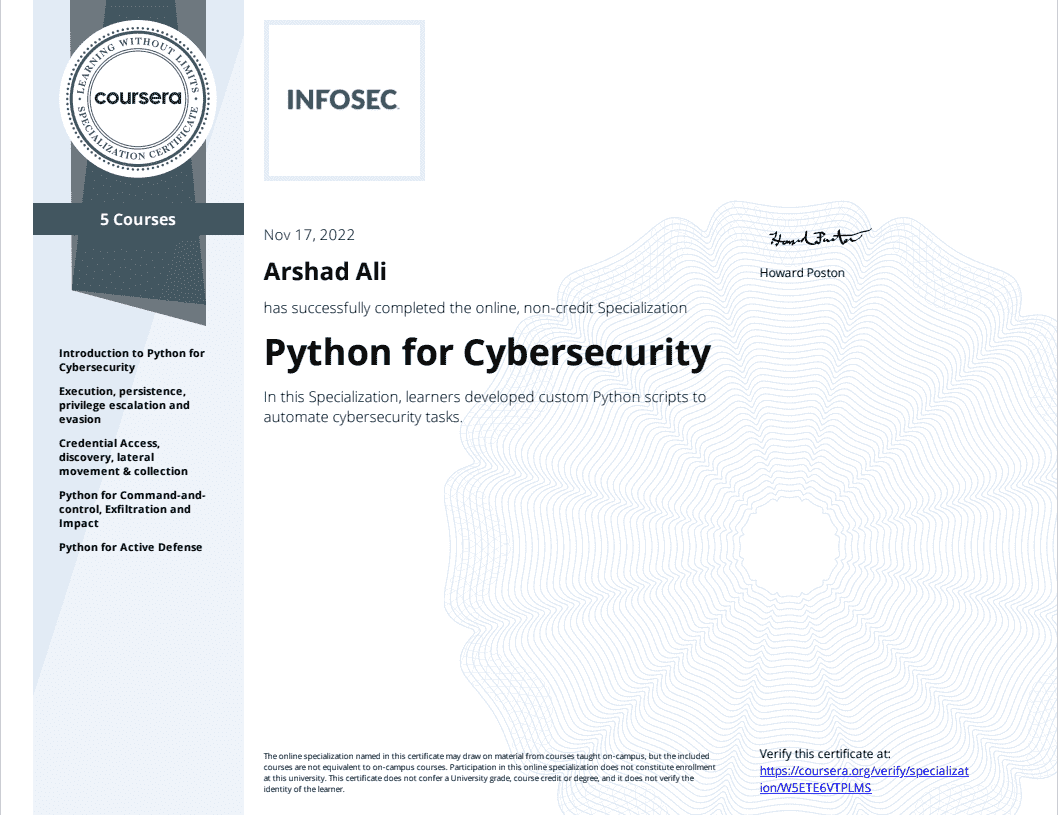 LEARNING WITHOUT LIMITS
coursera
SPECIALIZATION CERTIFICATE
5 Courses
Introduction to Python for
Cybersecurity
Execution, persistence,
privilege escalation and
evasion
Credential Access,
discovery, lateral
movement & collection
Python for Command-and-
control, Exfiltration and
Impact
Python for Active Defense
INFOSEC
Nov 17, 2022
Arshad Ali
has successfully completed the online, non-credit Specialization
Python for Cybersecurity
In this Specialization, learners developed custom Python scripts to
automate cybersecurity tasks.
Howard Poston
Howard Poston
The online specialization named in this certificate may draw on material from courses taught on-campus, but the included
courses are not equivalent to on-campus courses. Participation in this online specialization does not constitute enrollment
at this university. This certificate does not confer a University grade, course credit or degree, and it does not verify the
identity of the learner.
Verify this certificate at:
https://coursera.org/verify/specializat
ion/W5ETE6VTPLMS